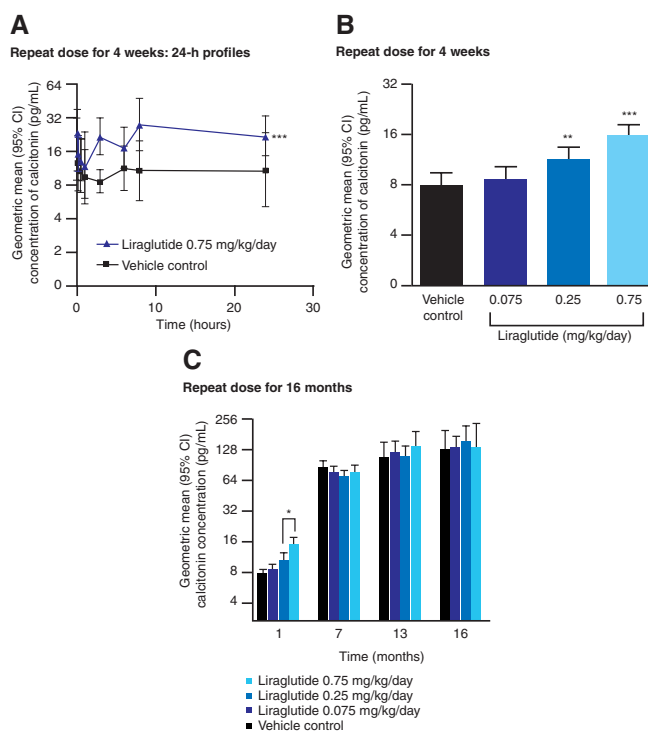 A
Repeat dose for 4 weeks: 24-h profiles
Geometric mean (95% CI)
concentration of calcitonin (pg/mL)
64
32
16
8
4
2
0
***
Liraglutide 0.75 mg/kg/day
Vehicle control
0
10
20
30
Time (hours)
B
Repeat dose for 4 weeks
Geometric mean (95% CI)
concentration of calcitonin (pg/mL)
32
16
8
4
0
**
***
Vehicle
control
0.075
0.25
0.75
Liraglutide (mg/kg/day)
C
Repeat dose for 16 months
Geometric mean (95% CI)
calcitonin concentration (pg/mL)
256
128
64
32
16
8
4
*
1
7
13
16
Time (months)
Liraglutide 0.75 mg/kg/day
Liraglutide 0.25 mg/kg/day
Liraglutide 0.075 mg/kg/day
Vehicle control